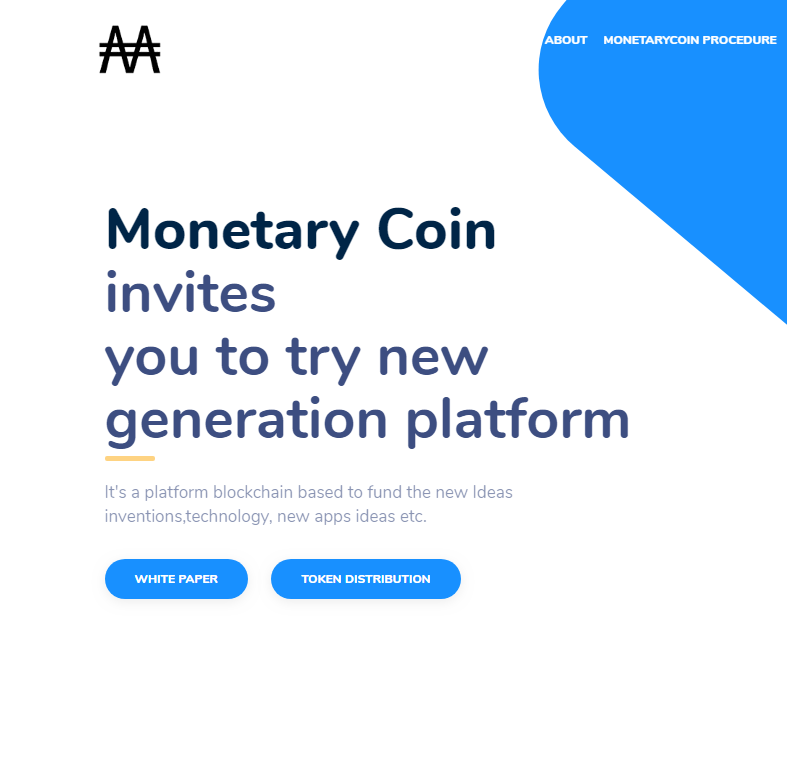 ABOUT MONETARYCOIN PROCEDURE
Monetary Coin
invites
you to try new
generation platform
It's a platform blockchain based to fund the new Ideas
inventions,technology, new apps ideas etc.
WHITE PAPER TOKEN DISTRIBUTION